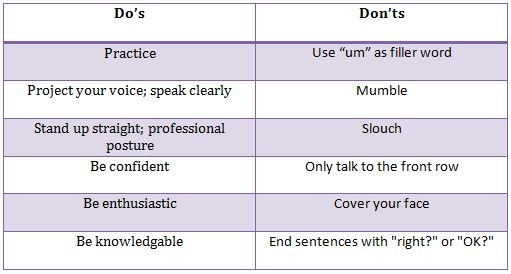 Do's Don'ts
Practice Use “um” as filler word
Project your voice; speak clearly Mumble
Stand up straight; professional Slouch
posture
Be confident Only talk to the front row
Be enthusiastic Cover your face
Be knowledgable End sentences with "right?" or "OK?"